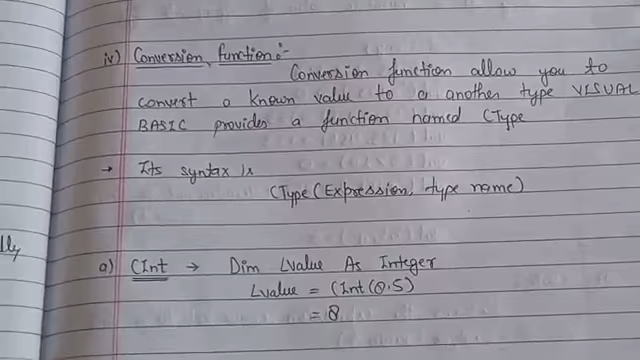 iv) Conversion function :-
Conversion function allow you to
convert a known value to a another type VISUAL
BASIC provides a function named CType
→ Its syntax is
CType (Expression, type name)
lly
a) CInt → Dim Lvalue As Integer
Lvalue = CInt (8.5)
= 8